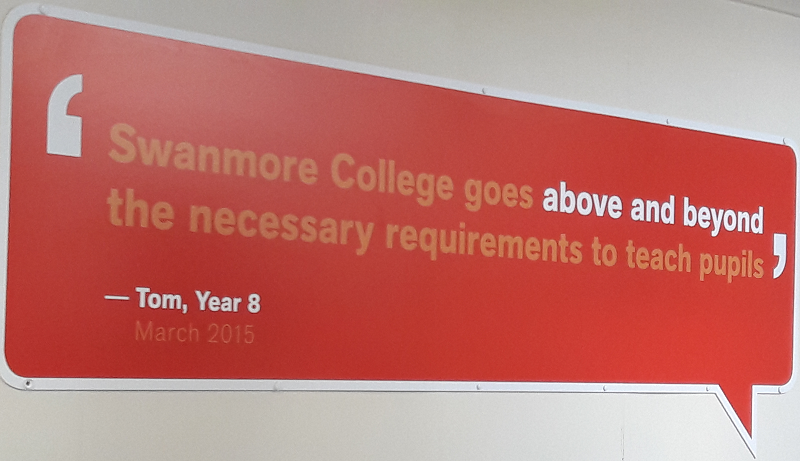 ‘Swanmore College goes above and beyond
the necessary requirements to teach pupils’
— Tom, Year 8
March 2015